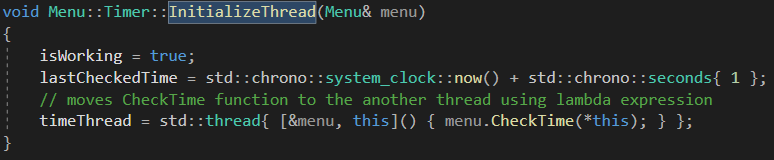 void Menu::Timer::InitializeThread(Menu& menu)
{
isWorking = true;
lastCheckedTime = std::chrono::system_clock::now() + std::chrono::seconds{ 1 };
// moves CheckTime function to the another thread using lambda expression
timeThread = std::thread{ [&menu, this]() { menu.CheckTime(*this); } };
}